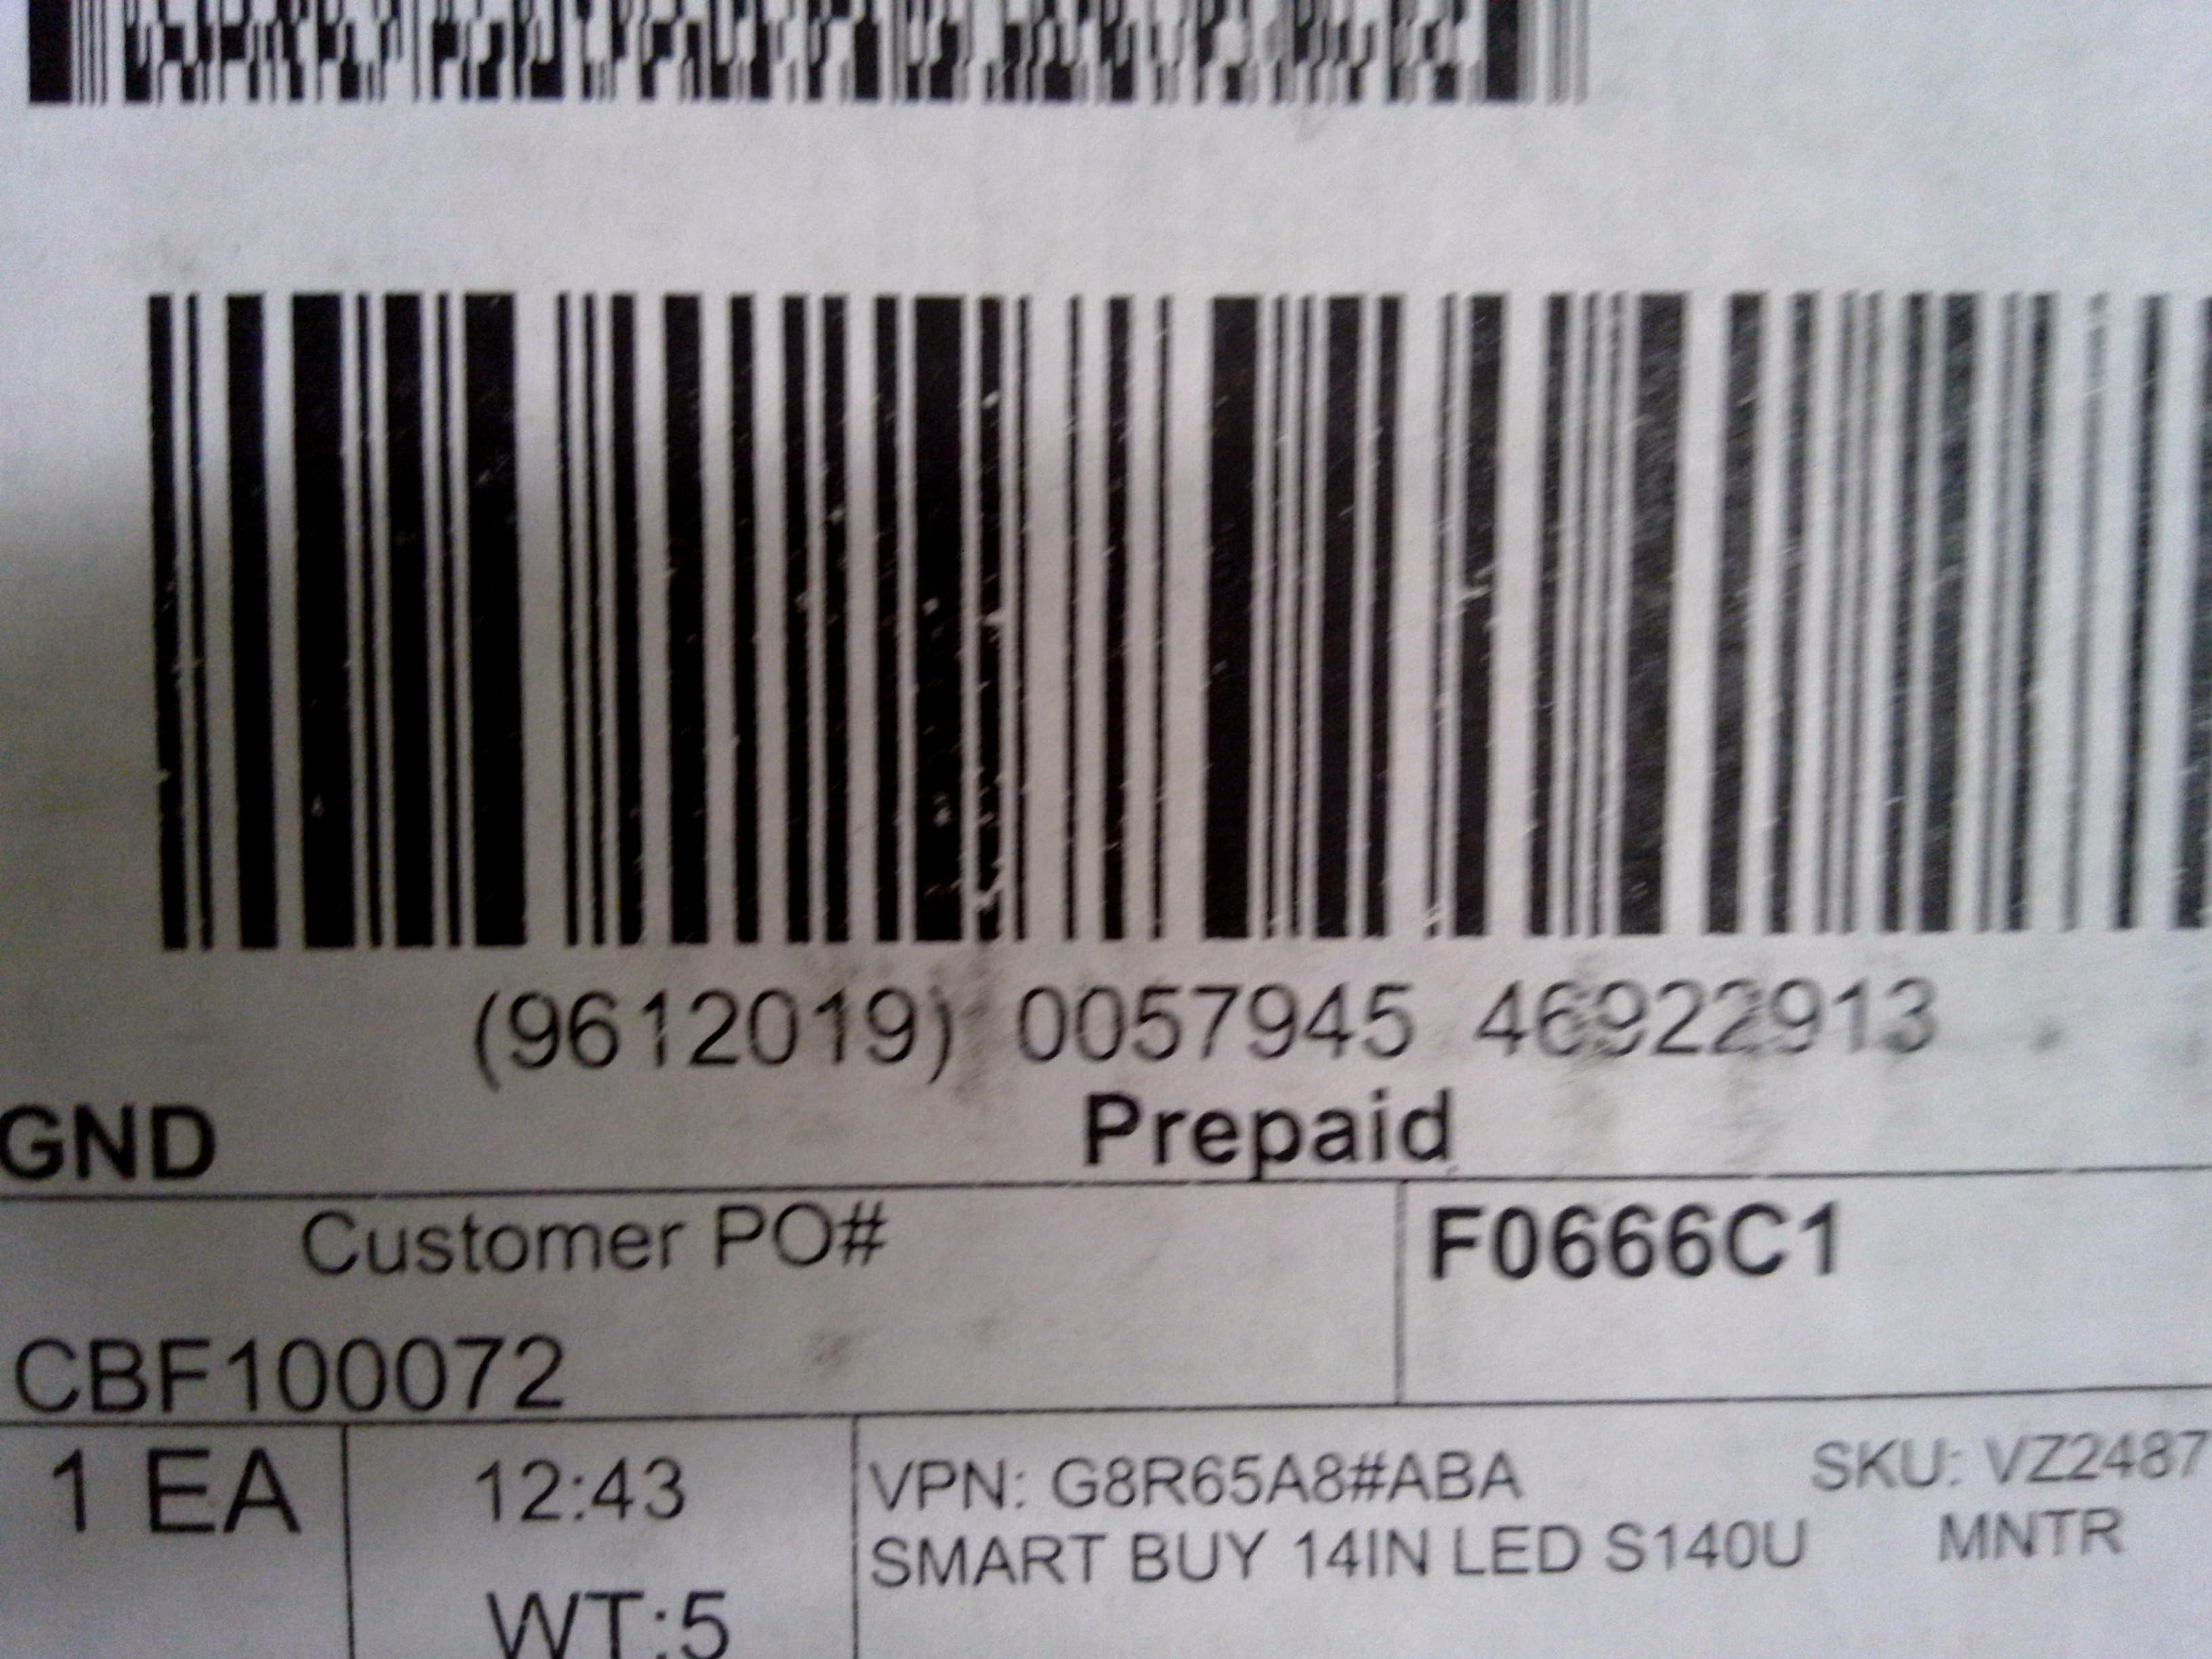 (9612019) 0057945 46922913
GND Prepaid
Customer PO# F0666C1
CBF100072
1 EA 12:43 VPN: G8R65A8#ABA SKU: VZ2487
SMART BUY 14IN LED S140U MNTR
WT:5